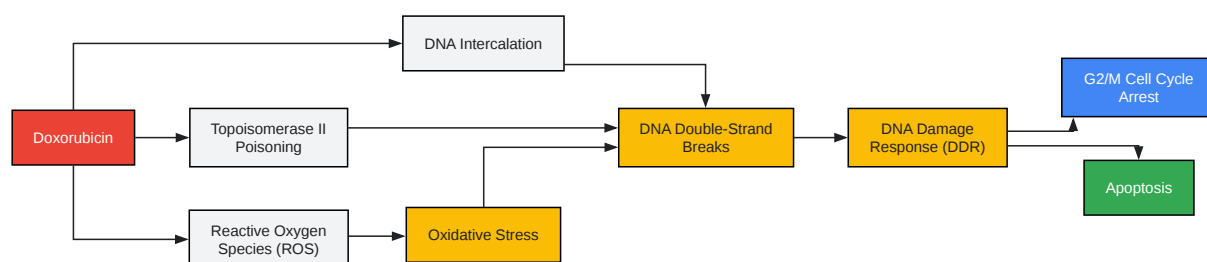 DNA Intercalation
G2/M Cell Cycle
Arrest
Doxorubicin
Topoisomerase II
Poisoning
DNA Double-Strand
Breaks
DNA Damage
Response (DDR)
Apoptosis
Reactive Oxygen
Species (ROS)
Oxidative Stress